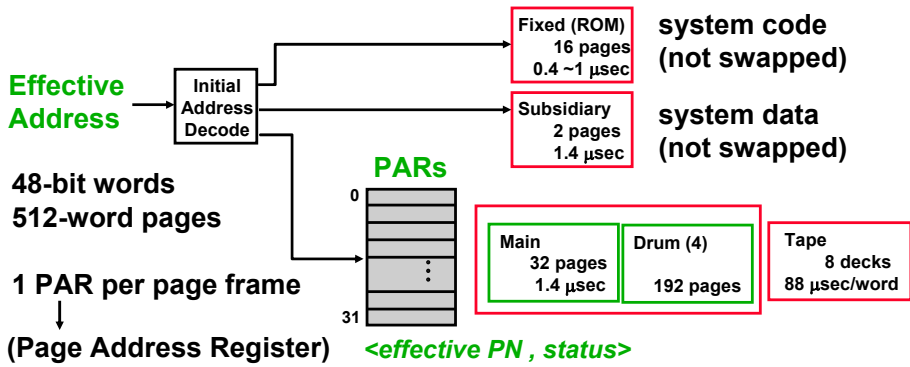 Fixed (ROM)
16 pages
0.4 ~1 μsec
system code
(not swapped)
Effective
Address
Initial
Address
Decode
Subsidiary
2 pages
1.4 μsec
system data
(not swapped)
48-bit words
512-word pages
PARs
0
31
1 PAR per page frame
(Page Address Register)
<effective PN , status>
Main
32 pages
1.4 μsec
Drum (4)
192 pages
Tape
8 decks
88 μsec/word